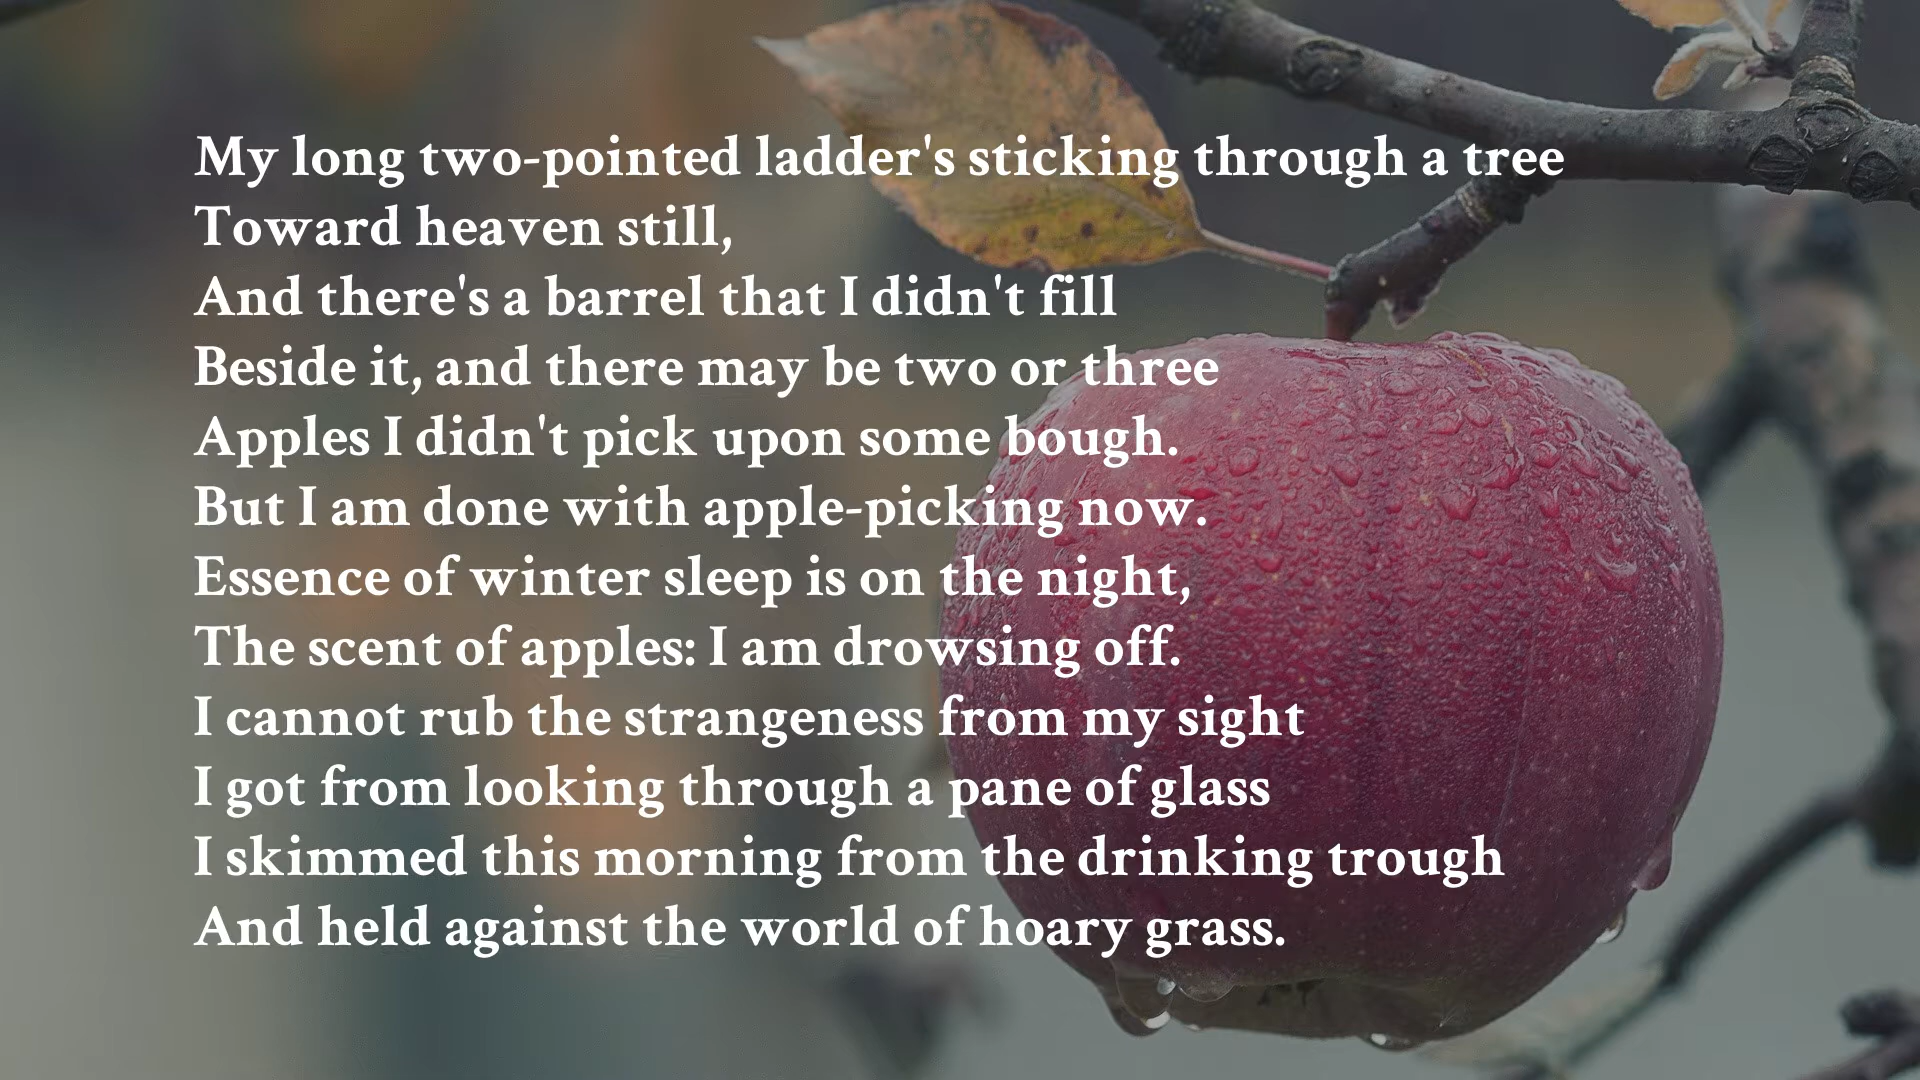 My long two-pointed ladder's sticking through a tree
Toward heaven still,
And there's a barrel that I didn't fill
Beside it, and there may be two or three
Apples I didn't pick upon some bough.
But I am done with apple-picking now.
Essence of winter sleep is on the night,
The scent of apples: I am drowsing off.
I cannot rub the strangeness from my sight
I got from looking through a pane of glass
I skimmed this morning from the drinking trough
And held against the world of hoary grass.